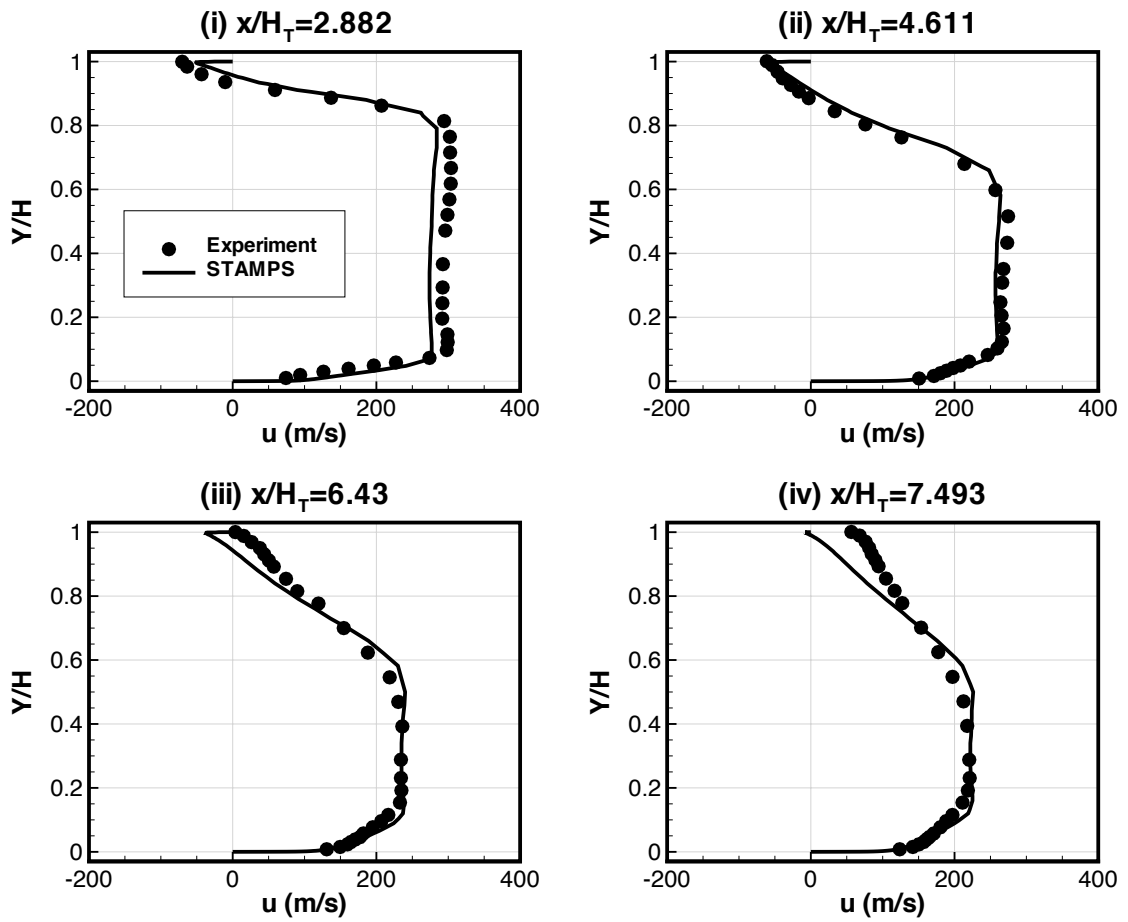 (i) x/H_T=2.882
Y/H
1
0.8
0.6
0.4
0.2
0
Experiment
STAMPS
-200 0 200 400
u (m/s)
(ii) x/H_T=4.611
Y/H
1
0.8
0.6
0.4
0.2
0
-200 0 200 400
u (m/s)
(iii) x/H_T=6.43
Y/H
1
0.8
0.6
0.4
0.2
0
-200 0 200 400
u (m/s)
(iv) x/H_T=7.493
Y/H
1
0.8
0.6
0.4
0.2
0
-200 0 200 400
u (m/s)